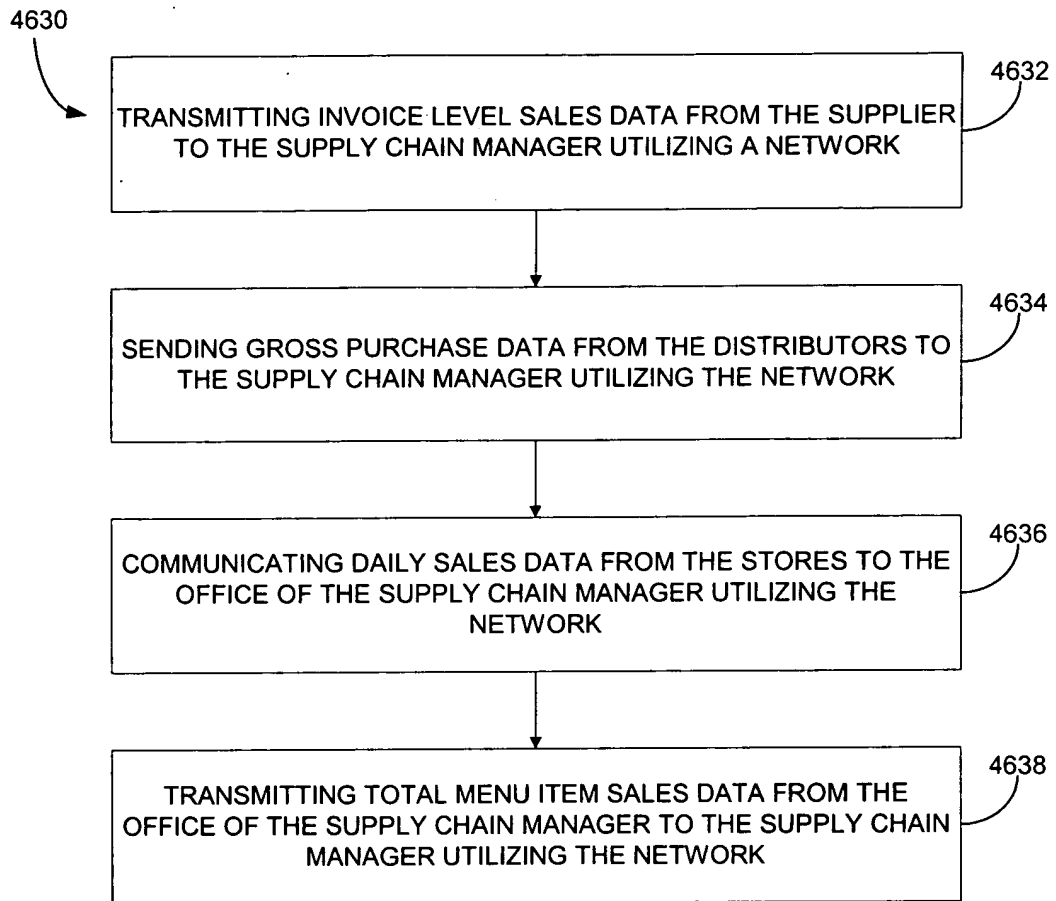 4630
4632
TRANSMITTING INVOICE LEVEL SALES DATA FROM THE SUPPLIER
TO THE SUPPLY CHAIN MANAGER UTILIZING A NETWORK
4634
SENDING GROSS PURCHASE DATA FROM THE DISTRIBUTORS TO
THE SUPPLY CHAIN MANAGER UTILIZING THE NETWORK
4636
COMMUNICATING DAILY SALES DATA FROM THE STORES TO THE
OFFICE OF THE SUPPLY CHAIN MANAGER UTILIZING THE
NETWORK
4638
TRANSMITTING TOTAL MENU ITEM SALES DATA FROM THE
OFFICE OF THE SUPPLY CHAIN MANAGER TO THE SUPPLY CHAIN
MANAGER UTILIZING THE NETWORK